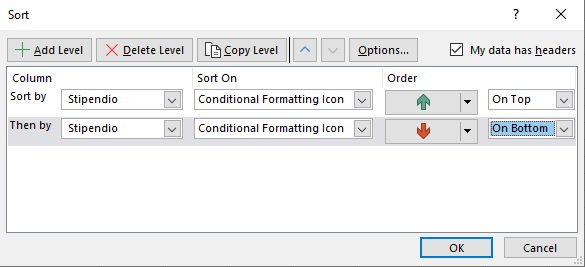 Sort
?
Add Level Delete Level Copy Level Options... My data has headers
Column Sort On Order
Sort by Stipendio Conditional Formatting Icon On Top
Then by Stipendio Conditional Formatting Icon On Bottom
OK Cancel